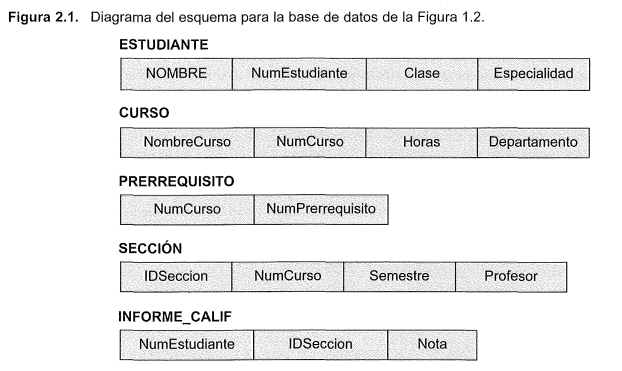 Figura 2.1. Diagrama del esquema para la base de datos de la Figura 1.2.
ESTUDIANTE
NOMBRE NumEstudiante Clase Especialidad
CURSO
NombreCurso NumCurso Horas Departamento
PRERREQUISITO
NumCurso NumPrerrequisito
SECCIÓN
IDSeccion NumCurso Semestre Profesor
INFORME_CALIF
NumEstudiante IDSeccion Nota